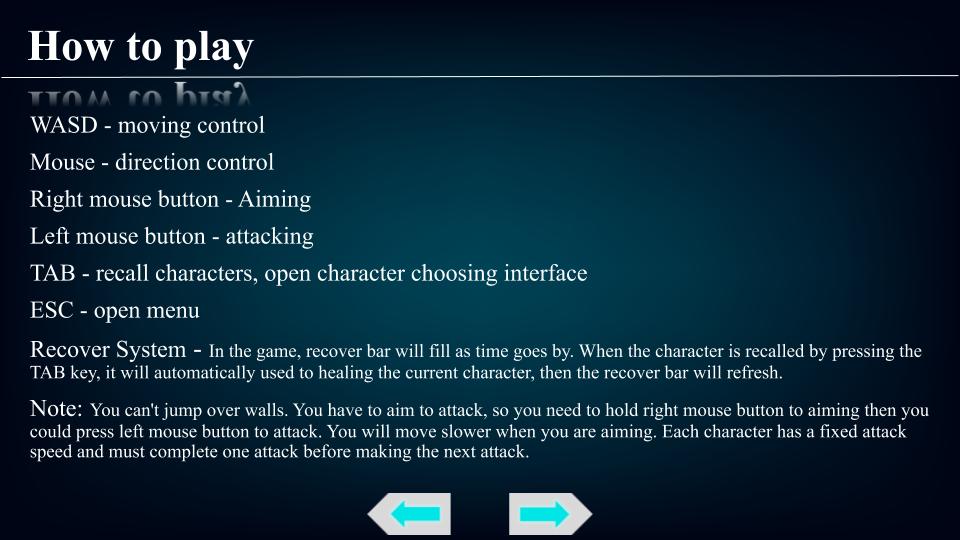 How to play
WASD - moving control
Mouse - direction control
Right mouse button - Aiming
Left mouse button - attacking
TAB - recall characters, open character choosing interface
ESC - open menu
Recover System - In the game, recover bar will fill as time goes by. When the character is recalled by pressing the
TAB key, it will automatically used to healing the current character, then the recover bar will refresh.
Note: You can't jump over walls. You have to aim to attack, so you need to hold right mouse button to aiming then you
could press left mouse button to attack. You will move slower when you are aiming. Each character has a fixed attack
speed and must complete one attack before making the next attack.